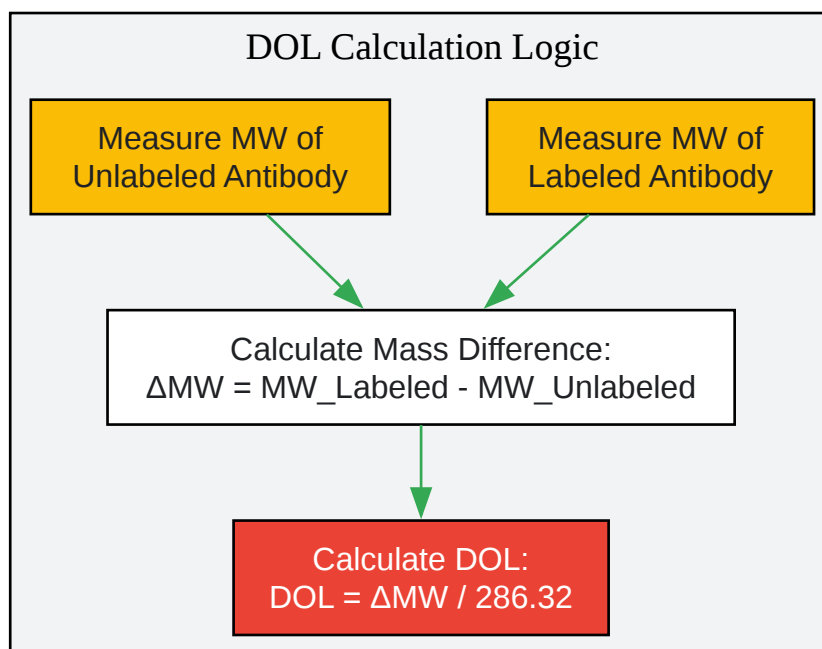 DOL Calculation Logic
Measure MW of
Unlabeled Antibody
Measure MW of
Labeled Antibody
Calculate Mass Difference:
ΔMW = MW_Labeled - MW_Unlabeled
Calculate DOL:
DOL = ΔMW / 286.32